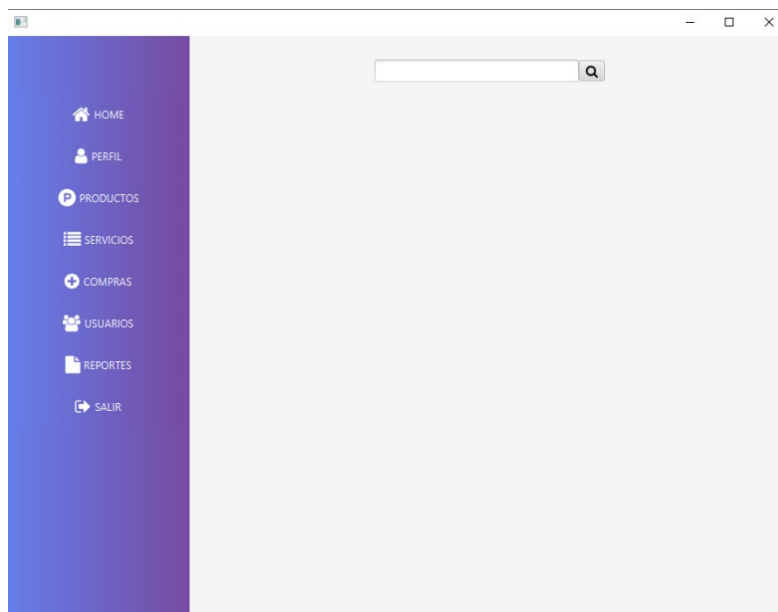 HOME
PERFIL
PRODUCTOS
SERVICIOS
COMPRAS
USUARIOS
REPORTES
SALIR